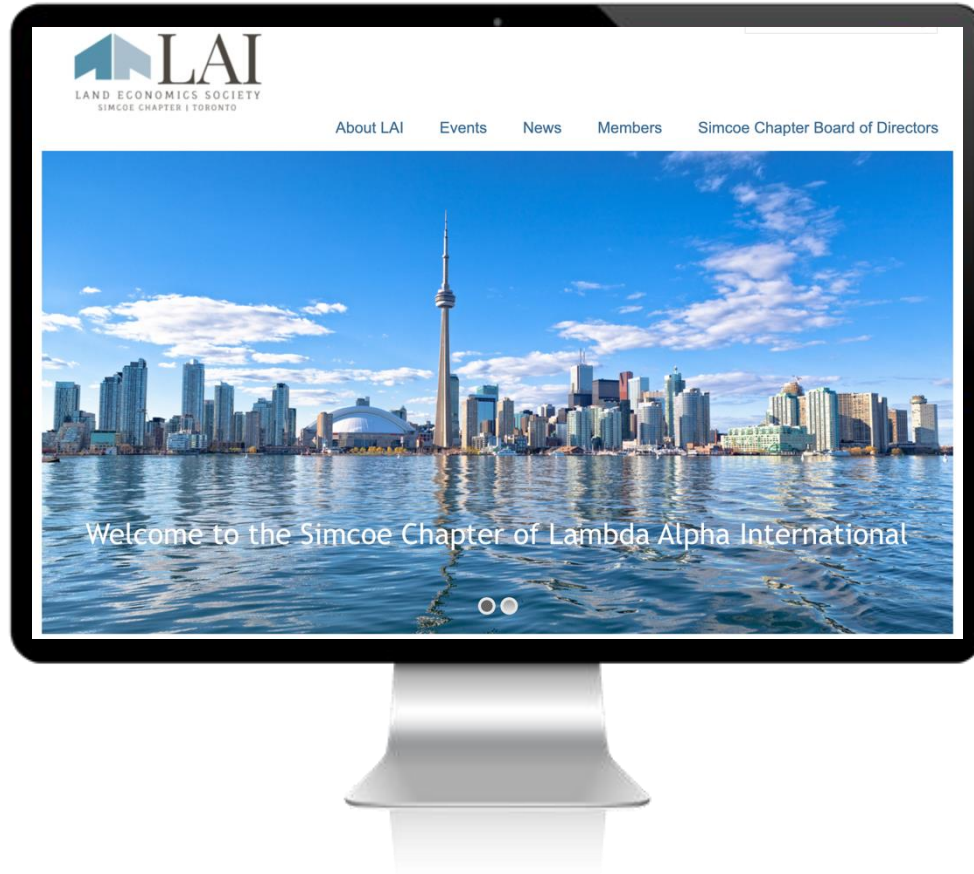 LAI
LAND ECONOMICS SOCIETY
SIMCOE CHAPTER | TORONTO
About LAI Events News Members Simcoe Chapter Board of Directors
Welcome to the Simcoe Chapter of Lambda Alpha International